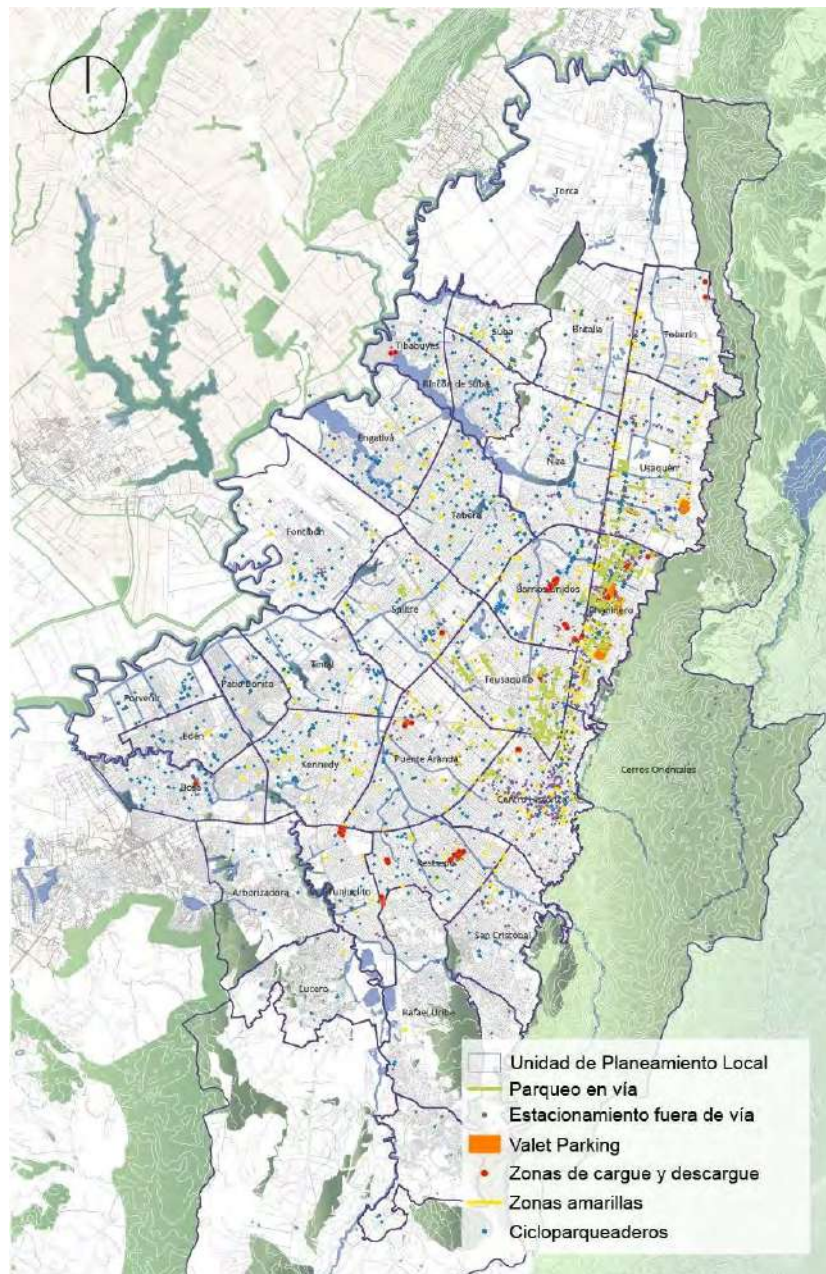 Torca
Suba
Britalia
Toberín
Tibabuyes
Rincón de Suba
Engativá
Niza
Usaquén
Tabora
Fontibón
Barrios Unidos
Salitre
Chapinero
Tintal
Teusaquillo
Patio Bonito
Porvenir
Edén
Kennedy
Puente Aranda
Cerros Orientales
Bosa
Centro Histórico
Restrepo
Arborizadora
Tunjuelito
San Cristóbal
Lucero
Rafael Uribe
Unidad de Planeamiento Local
Parqueo en vía
Estacionamiento fuera de vía
Valet Parking
Zonas de cargue y descargue
Zonas amarillas
Cicloparqueaderos